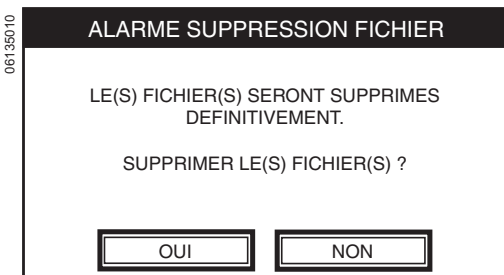 06135010
ALARME SUPPRESSION FICHIER
LE(S) FICHIER(S) SERONT SUPPRIMES
DEFINITIVEMENT.
SUPPRIMER LE(S) FICHIER(S) ?
OUI
NON